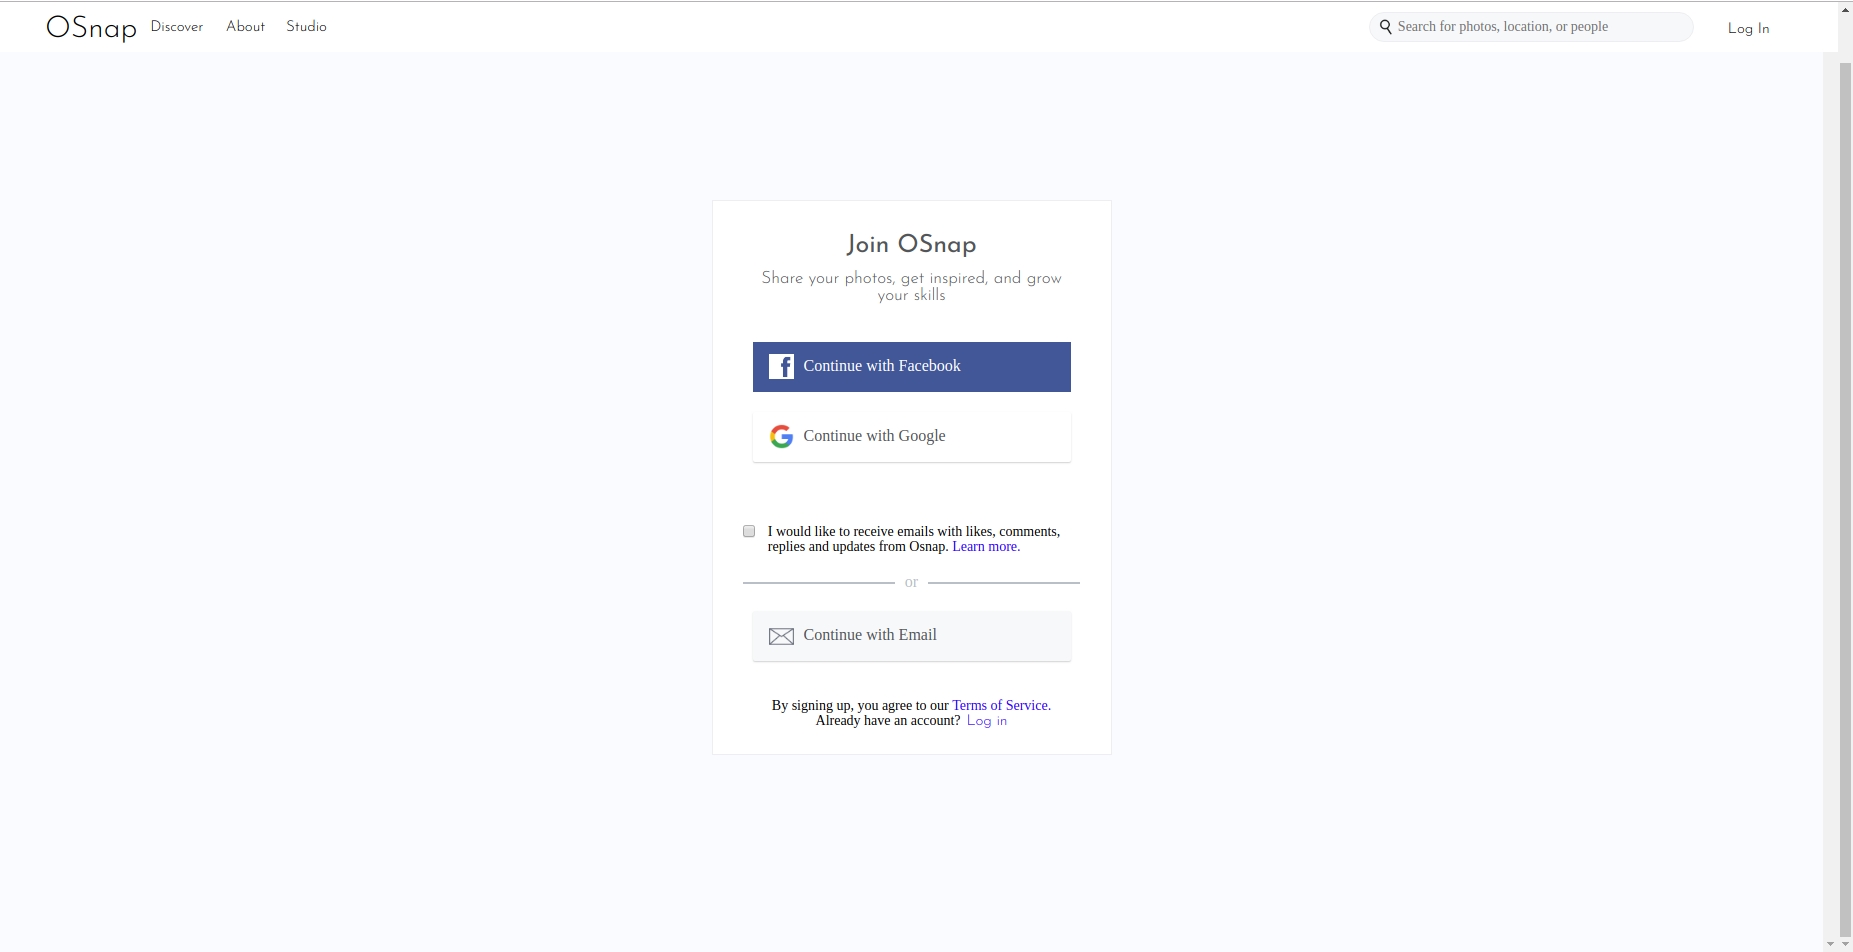 OSnap Discover About Studio Search for photos, location, or people Log In
Join OSnap
Share your photos, get inspired, and grow
your skills
Continue with Facebook
Continue with Google
I would like to receive emails with likes, comments,
replies and updates from Osnap. Learn more.
or
Continue with Email
By signing up, you agree to our Terms of Service.
Already have an account? Log in